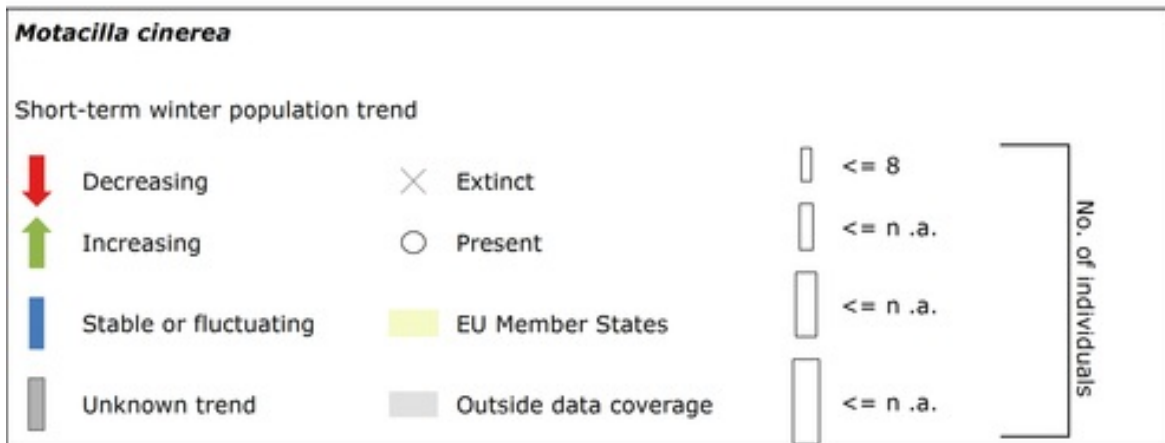 Motacilla cinerea
Short-term winter population trend
Decreasing
Extinct
<= 8
Increasing
Present
<= n .a.
Stable or fluctuating
EU Member States
<= n .a.
Unknown trend
Outside data coverage
<= n .a.
No. of individuals